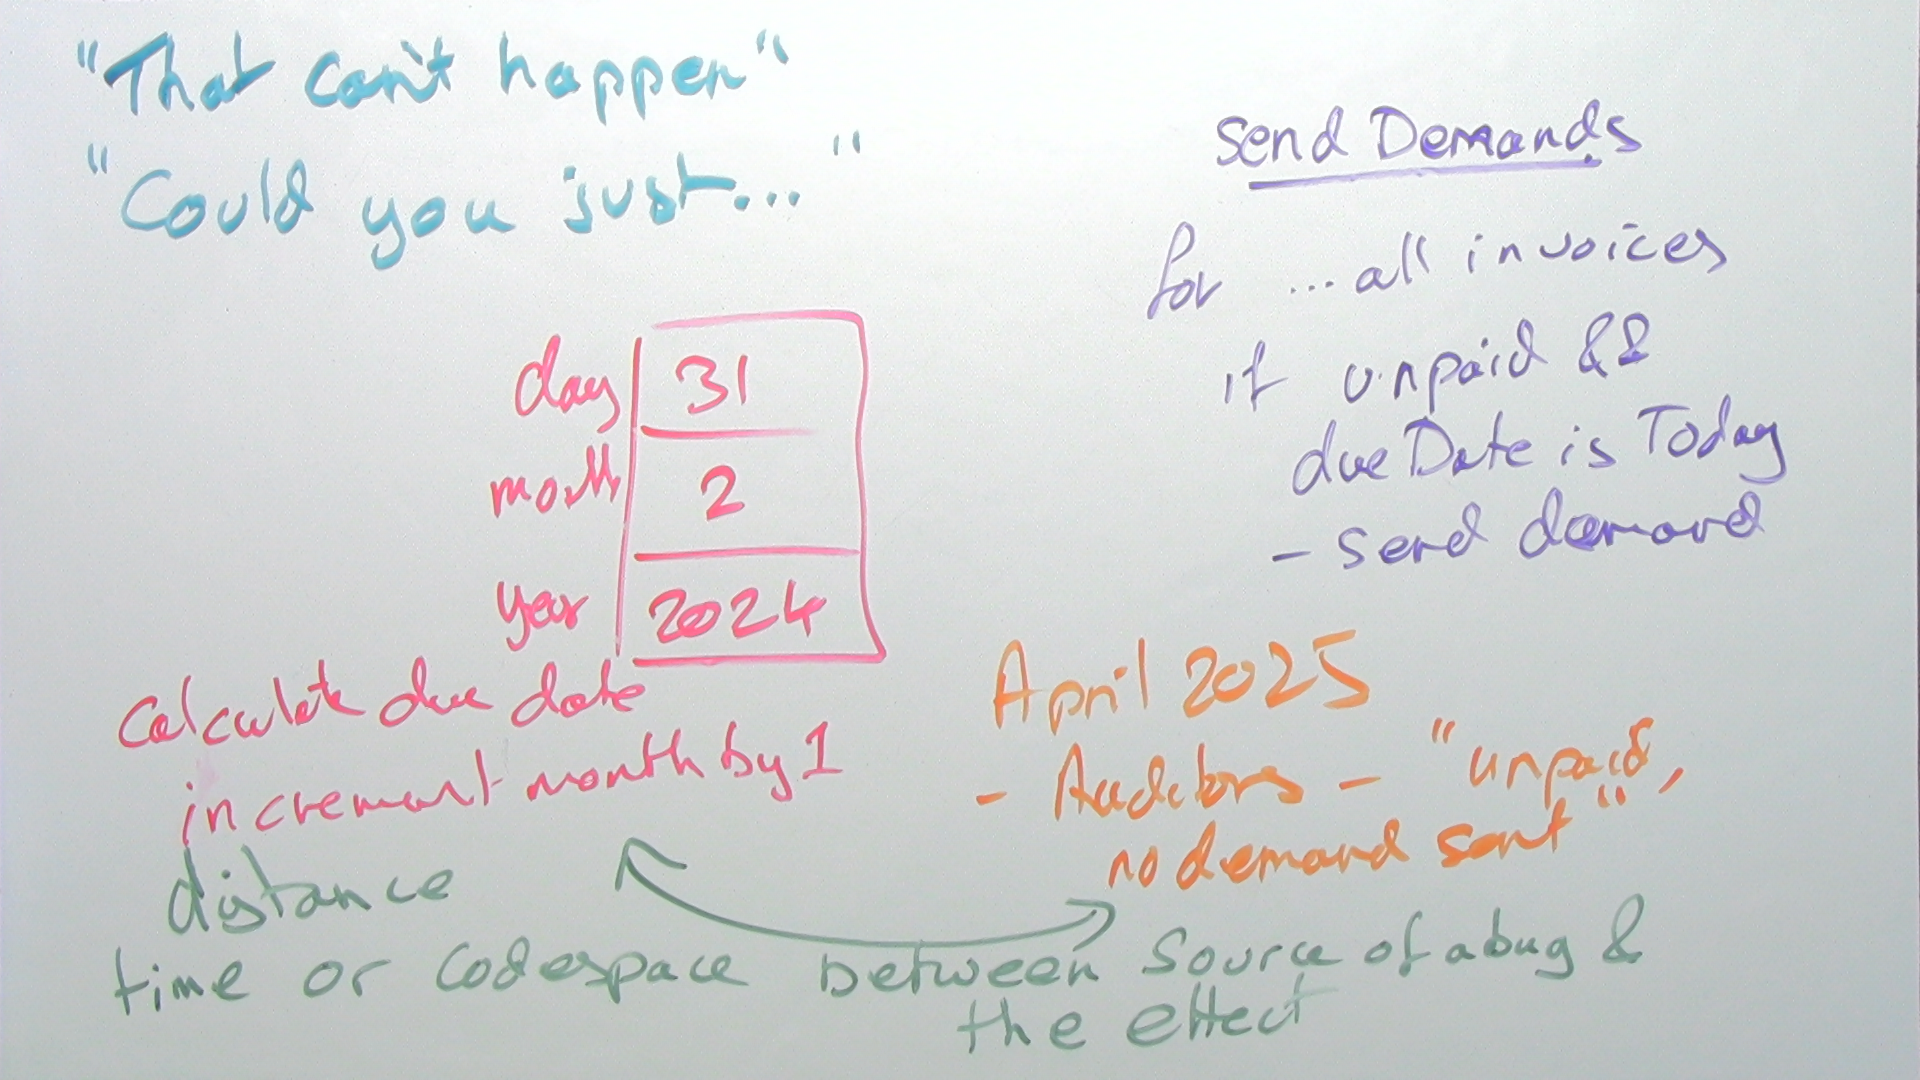 "That can't happen"
"Could you just..."
day 31
month 2
year 2024
Calculate due date
increment month by 1
Send Demands
for ... all invoices
if unpaid &&
dueDate is Today
- send demand
April 2025
- Auditors - "unpaid,
no demand sent"
distance
time or codespace between source of a bug &
the effect